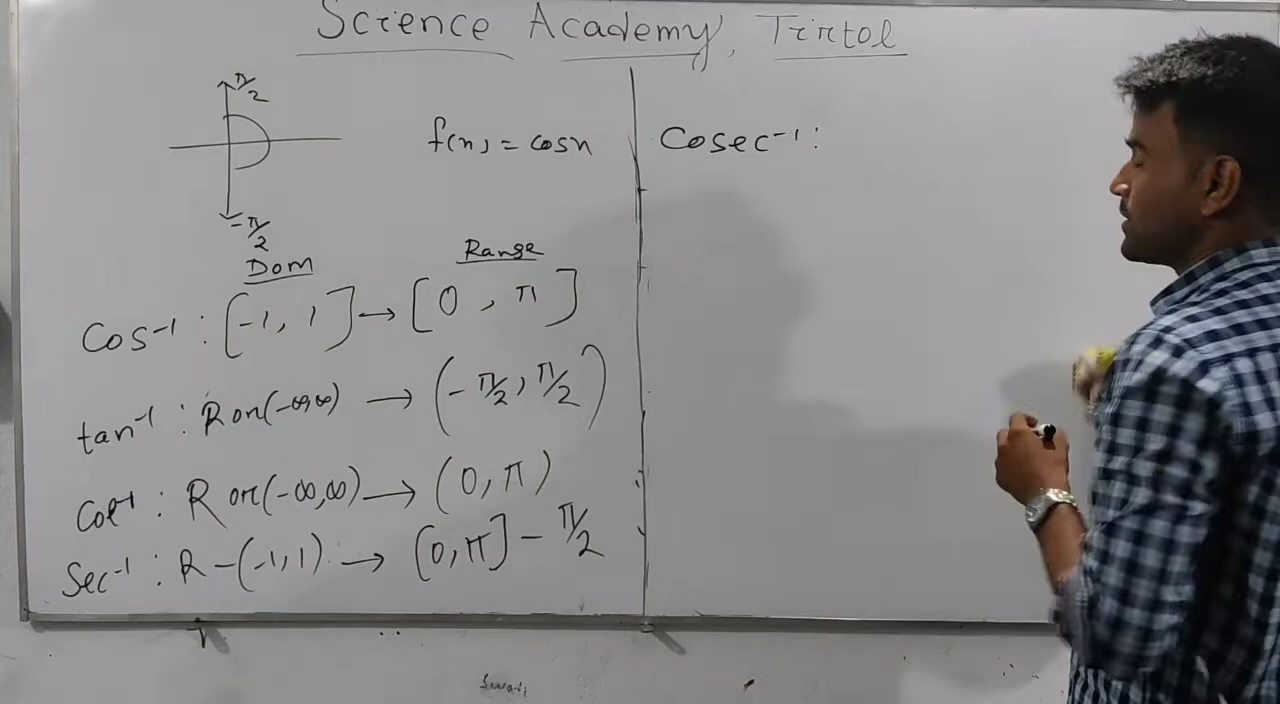 Science Academy, Tirtol
π/2
f(x) = cosx
Cosec⁻¹ :
-π/2
Dom Range
Cos⁻¹ : [-1, 1] → [0, π]
tan⁻¹ : R or (-∞, ∞) → (-π/2, π/2)
Cot⁻¹ : R or (-∞, ∞) → (0, π)
Sec⁻¹ : R - (-1, 1) → [0, π] - π/2